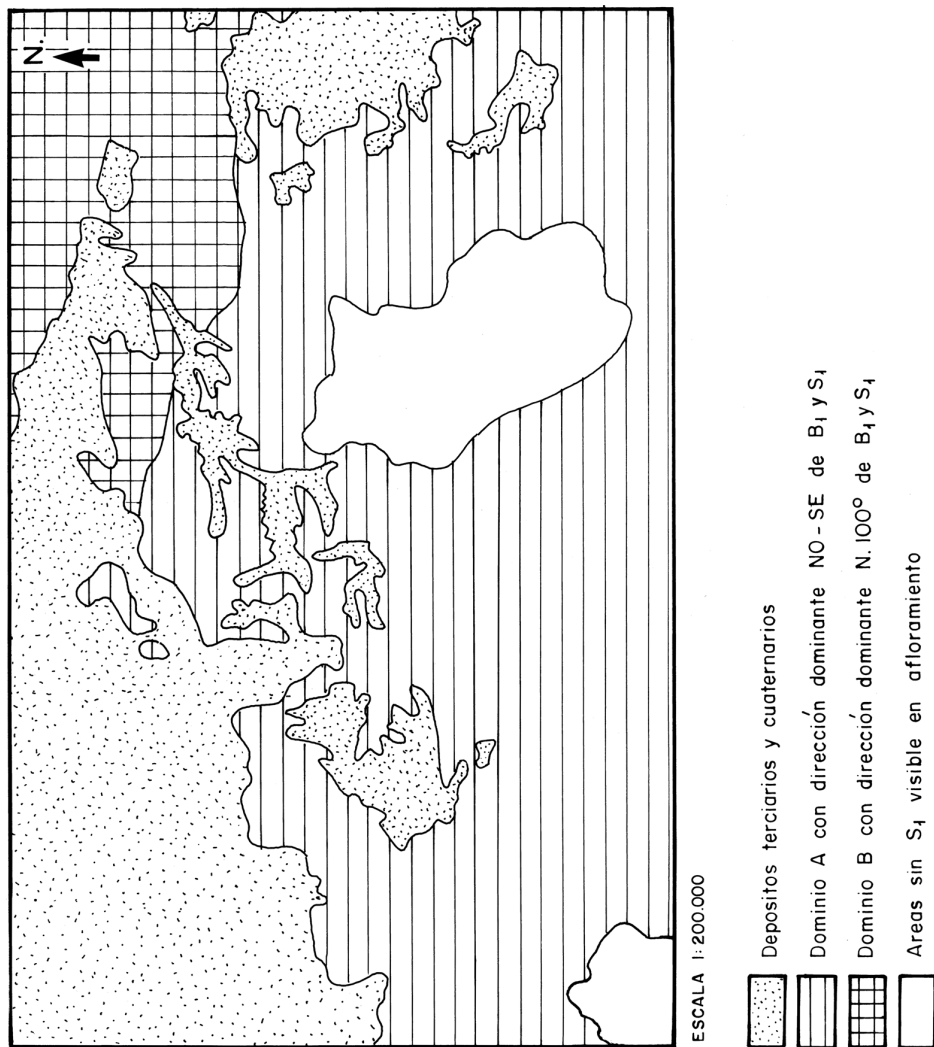 N.
ESCALA 1:200.000
Depositos terciarios y cuaternarios
Dominio A con dirección dominante NO-SE de B₁ y S₁
Dominio B con dirección dominante N.100° de B₁ y S₁
Areas sin S₁ visible en afloramiento